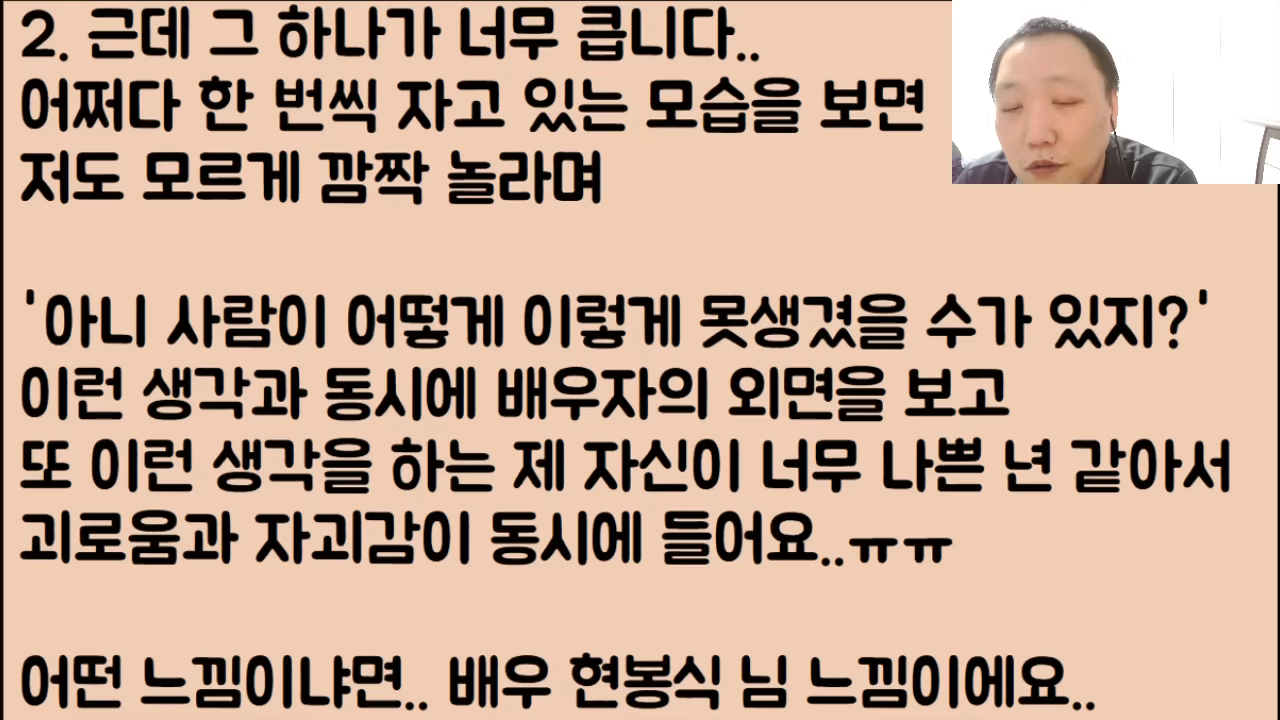 2. 근데 그 하나가 너무 큽니다..
어쩌다 한 번씩 자고 있는 모습을 보면
저도 모르게 깜짝 놀라며
'아니 사람이 어떻게 이렇게 못생겼을 수가 있지?'
이런 생각과 동시에 배우자의 외면을 보고
또 이런 생각을 하는 제 자신이 너무 나쁜 년 같아서
괴로움과 자괴감이 동시에 들어요..ㅠㅠ
어떤 느낌이냐면.. 배우 현봉식 님 느낌이에요..